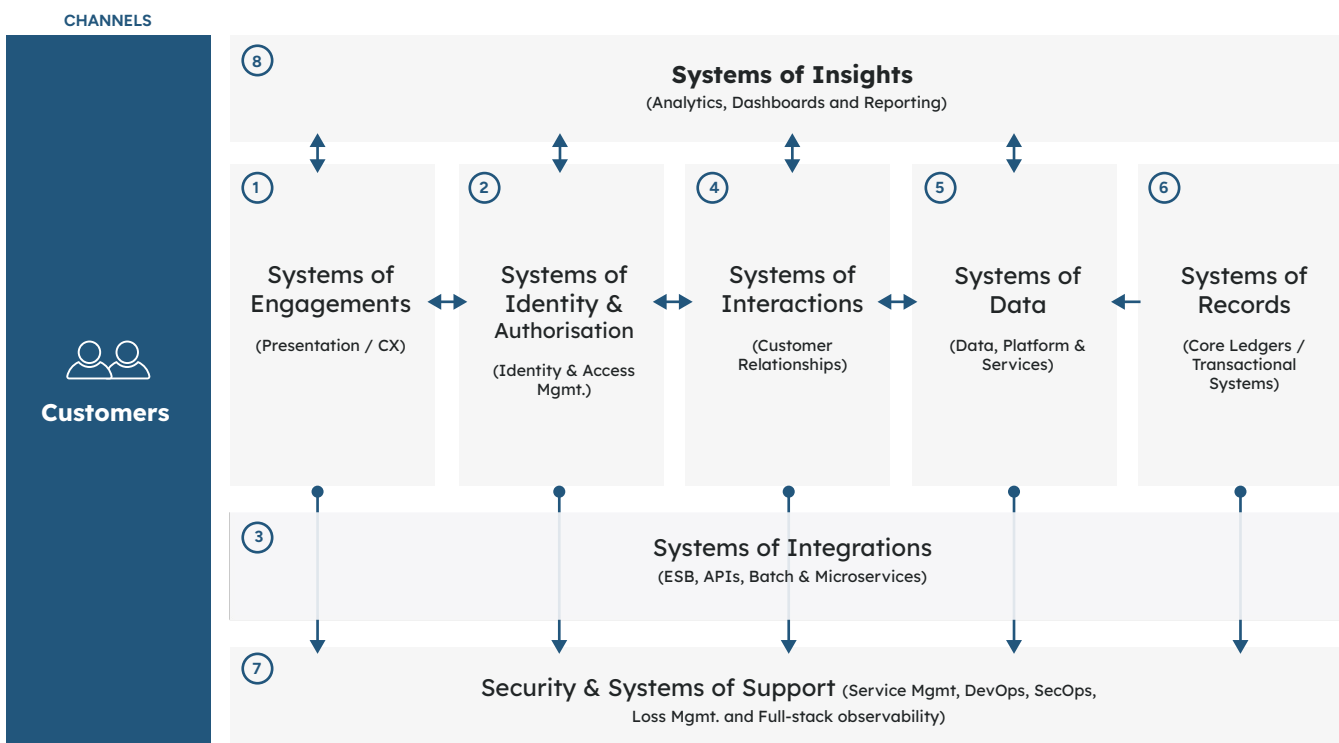 CHANNELS
Customers
8
Systems of Insights
(Analytics, Dashboards and Reporting)
1
Systems of
Engagements
(Presentation / CX)
2
Systems of
Identity &
Authorisation
(Identity & Access
Mgmt.)
4
Systems of
Interactions
(Customer
Relationships)
5
Systems of
Data
(Data, Platform &
Services)
6
Systems of
Records
(Core Ledgers /
Transactional
Systems)
3
Systems of Integrations
(ESB, APIs, Batch & Microservices)
7
Security & Systems of Support (Service Mgmt, DevOps, SecOps,
Loss Mgmt. and Full-stack observability)